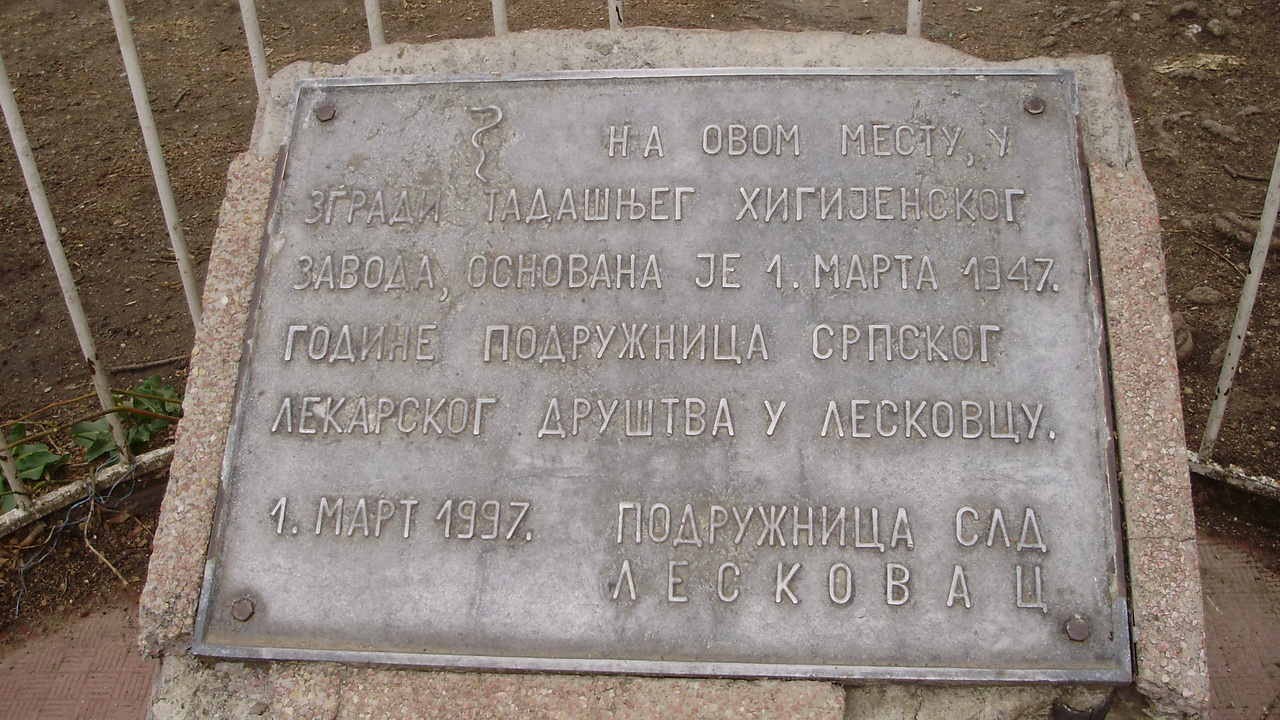 НА ОВОМ МЕСТУ, У
ЗГРАДИ ТАДАШЊЕГ ХИГИЈЕНСКОГ
ЗАВОДА, ОСНОВАНА ЈЕ 1. МАРТА 1947.
ГОДИНЕ ПОДРУЖНИЦА СРПСКОГ
ЛЕКАРСКОГ ДРУШТВА У ЛЕСКОВЦУ.
1. МАРТ 1997. ПОДРУЖНИЦА СЛД
ЛЕСКОВАЦ